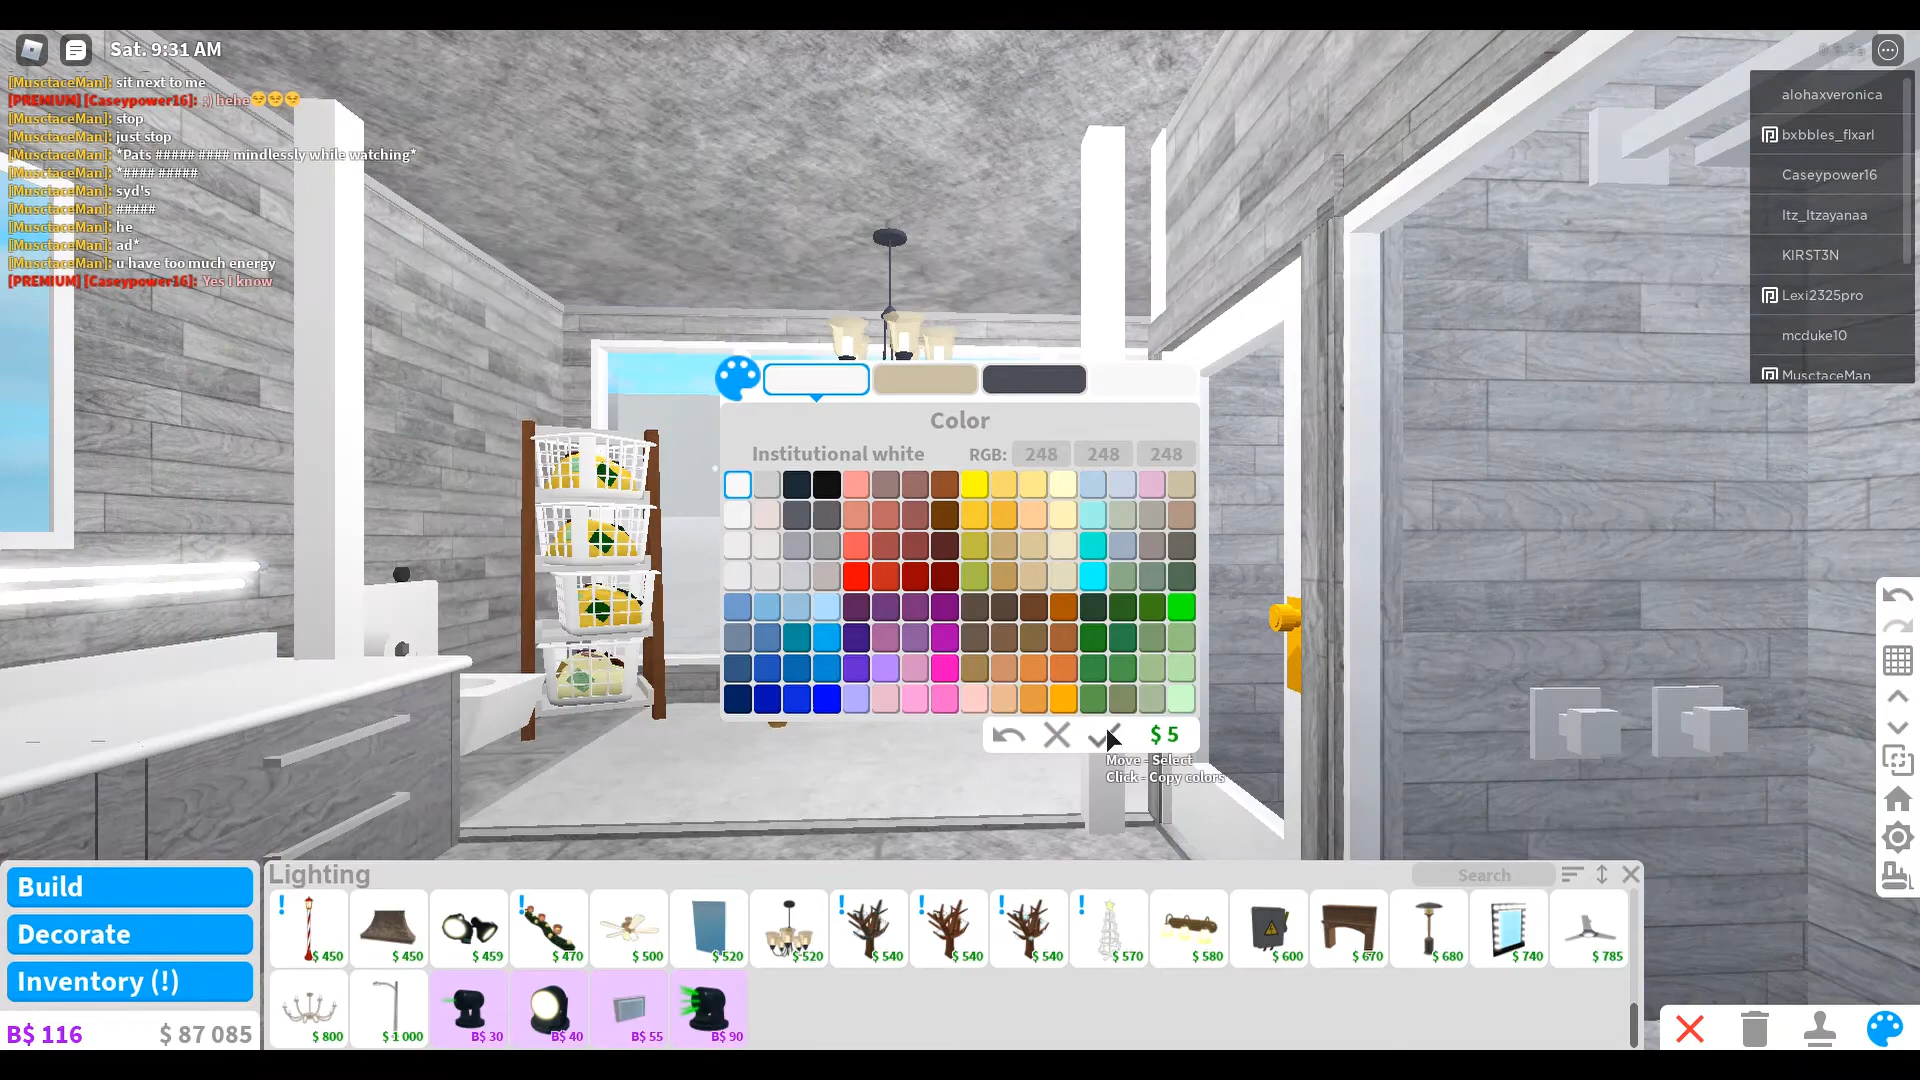 Sat. 9:31 AM
[MusctaceMan]: sit next to me
[PREMIUM] [Caseypower16]: ;) hehe😏😏😏
[MusctaceMan]: stop
[MusctaceMan]: just stop
[MusctaceMan]: *Pats ##### #### mindlessly while watching*
[MusctaceMan]: *#### #####
[MusctaceMan]: syd's
[MusctaceMan]: #####
[MusctaceMan]: he
[MusctaceMan]: ad*
[MusctaceMan]: u have too much energy
[PREMIUM] [Caseypower16]: Yes I know
alohaxveronica
bxbbles_flxarl
Caseypower16
Itz_Itzayanaa
KIRST3N
Lexi2325pro
mcduke10
MusctaceMan
Color
Institutional white RGB: 248 248 248
$ 5
Move - Select
Click - Copy colors
Build
Decorate
Inventory (!)
B$ 116 $ 87 085
Lighting Search
! ! ! ! ! !
$ 450 $ 450 $ 459 $ 470 $ 500 $ 520 $ 520 $ 540 $ 540 $ 540 $ 570 $ 580 $ 600 $ 670 $ 680 $ 740 $ 785
$ 800 $ 1 000 B$ 30 B$ 40 B$ 55 B$ 90